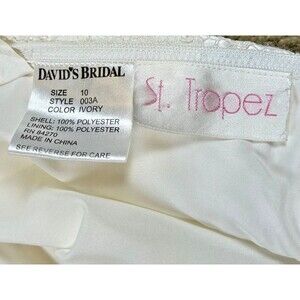 DAVID'S BRIDAL
SIZE 10
STYLE 003A
COLOR IVORY
SHELL: 100% POLYESTER
LINING: 100% POLYESTER
RN 84270
MADE IN CHINA
SEE REVERSE FOR CARE
St. Tropez